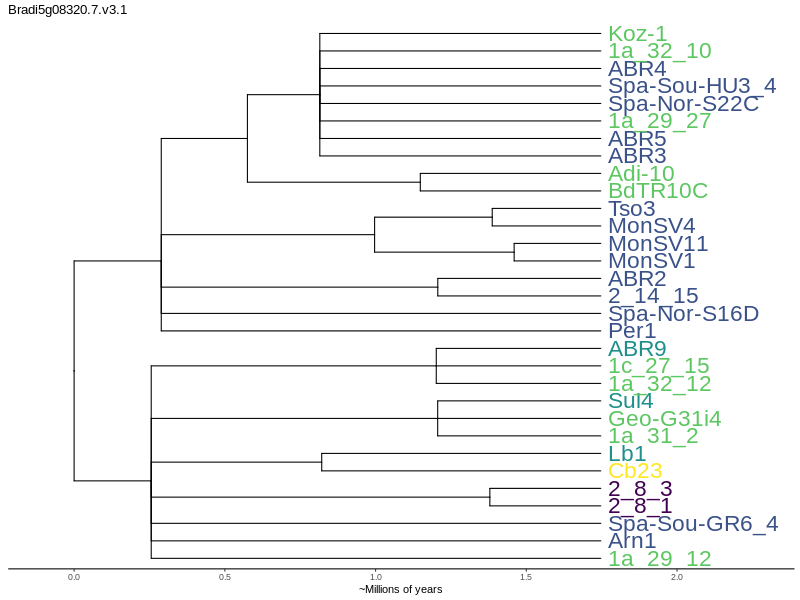 Bradi5g08320.7.v3.1
Koz-1
1a_32_10
ABR4
Spa-Sou-HU3_4
Spa-Nor-S22C
1a_29_27
ABR5
ABR3
Adi-10
BdTR10C
Tso3
MonSV4
MonSV11
MonSV1
ABR2
2_14_15
Spa-Nor-S16D
Per1
ABR9
1c_27_15
1a_32_12
Sul4
Geo-G31i4
1a_31_2
Lb1
Cb23
2_8_3
2_8_1
Spa-Sou-GR6_4
Arn1
1a_29_12
0.0 0.5 1.0 1.5 2.0
~Millions of years